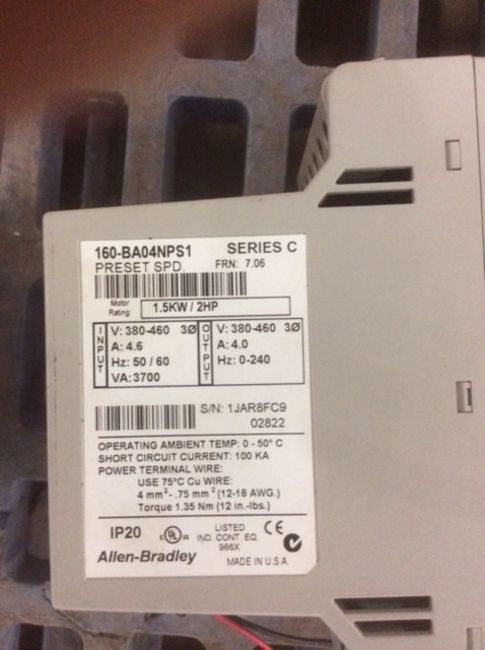 160-BA04NPS1 SERIES C
PRESET SPD. FRN: 7.06
Motor Rating: 1.5KW / 2HP
INPUT
V: 380-460 3Ø
A: 4.6
Hz: 50 / 60
VA: 3700
OUTPUT
V: 380-460 3Ø
A: 4.0
Hz: 0-240
S/N: 1JAR8FC9
02822
OPERATING AMBIENT TEMP: 0 - 50° C
SHORT CIRCUIT CURRENT: 100 KA
POWER TERMINAL WIRE:
USE 75°C Cu WIRE:
4 mm²- .75 mm² (12-18 AWG.)
Torque 1.35 Nm (12 in.-lbs.)
IP20
UL
LISTED
IND. CONT. EQ.
966X
CE
Allen-Bradley
MADE IN U.S.A.